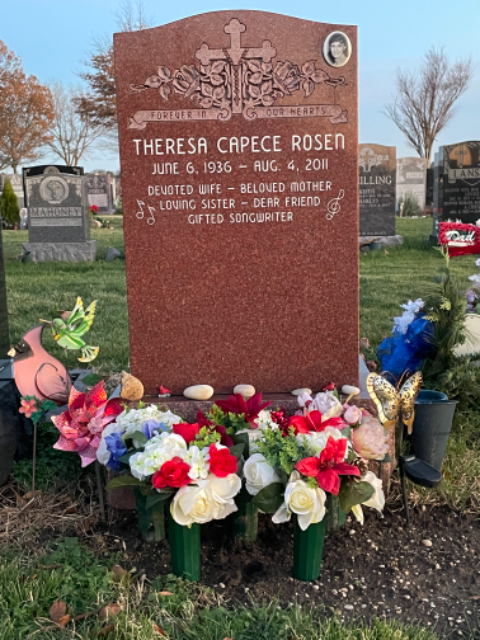 FOREVER IN OUR HEARTS
THERESA CAPECE ROSEN
JUNE 6, 1936 – AUG. 4, 2011
DEVOTED WIFE – BELOVED MOTHER
LOVING SISTER – DEAR FRIEND
GIFTED SONGWRITER
MAHONEY
Dad